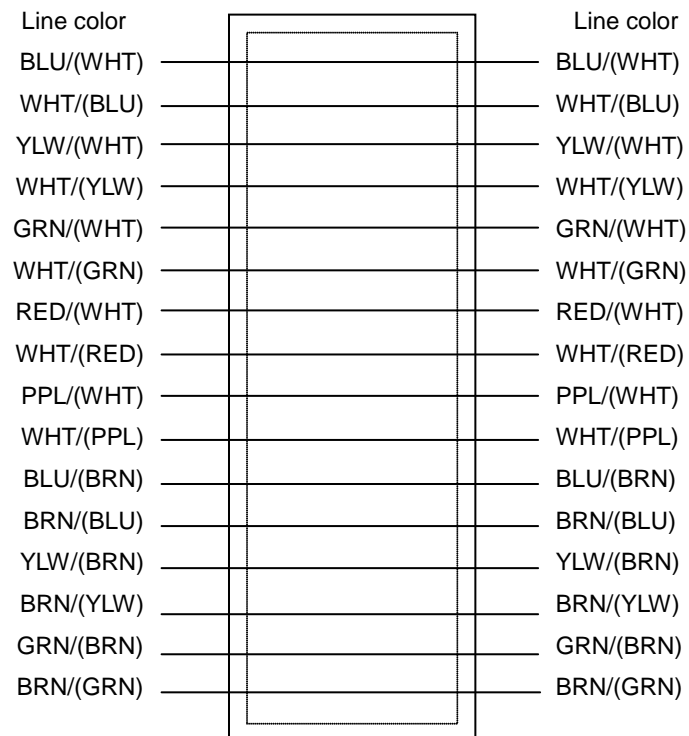 Line color Line color
BLU/(WHT) BLU/(WHT)
WHT/(BLU) WHT/(BLU)
YLW/(WHT) YLW/(WHT)
WHT/(YLW) WHT/(YLW)
GRN/(WHT) GRN/(WHT)
WHT/(GRN) WHT/(GRN)
RED/(WHT) RED/(WHT)
WHT/(RED) WHT/(RED)
PPL/(WHT) PPL/(WHT)
WHT/(PPL) WHT/(PPL)
BLU/(BRN) BLU/(BRN)
BRN/(BLU) BRN/(BLU)
YLW/(BRN) YLW/(BRN)
BRN/(YLW) BRN/(YLW)
GRN/(BRN) GRN/(BRN)
BRN/(GRN) BRN/(GRN)